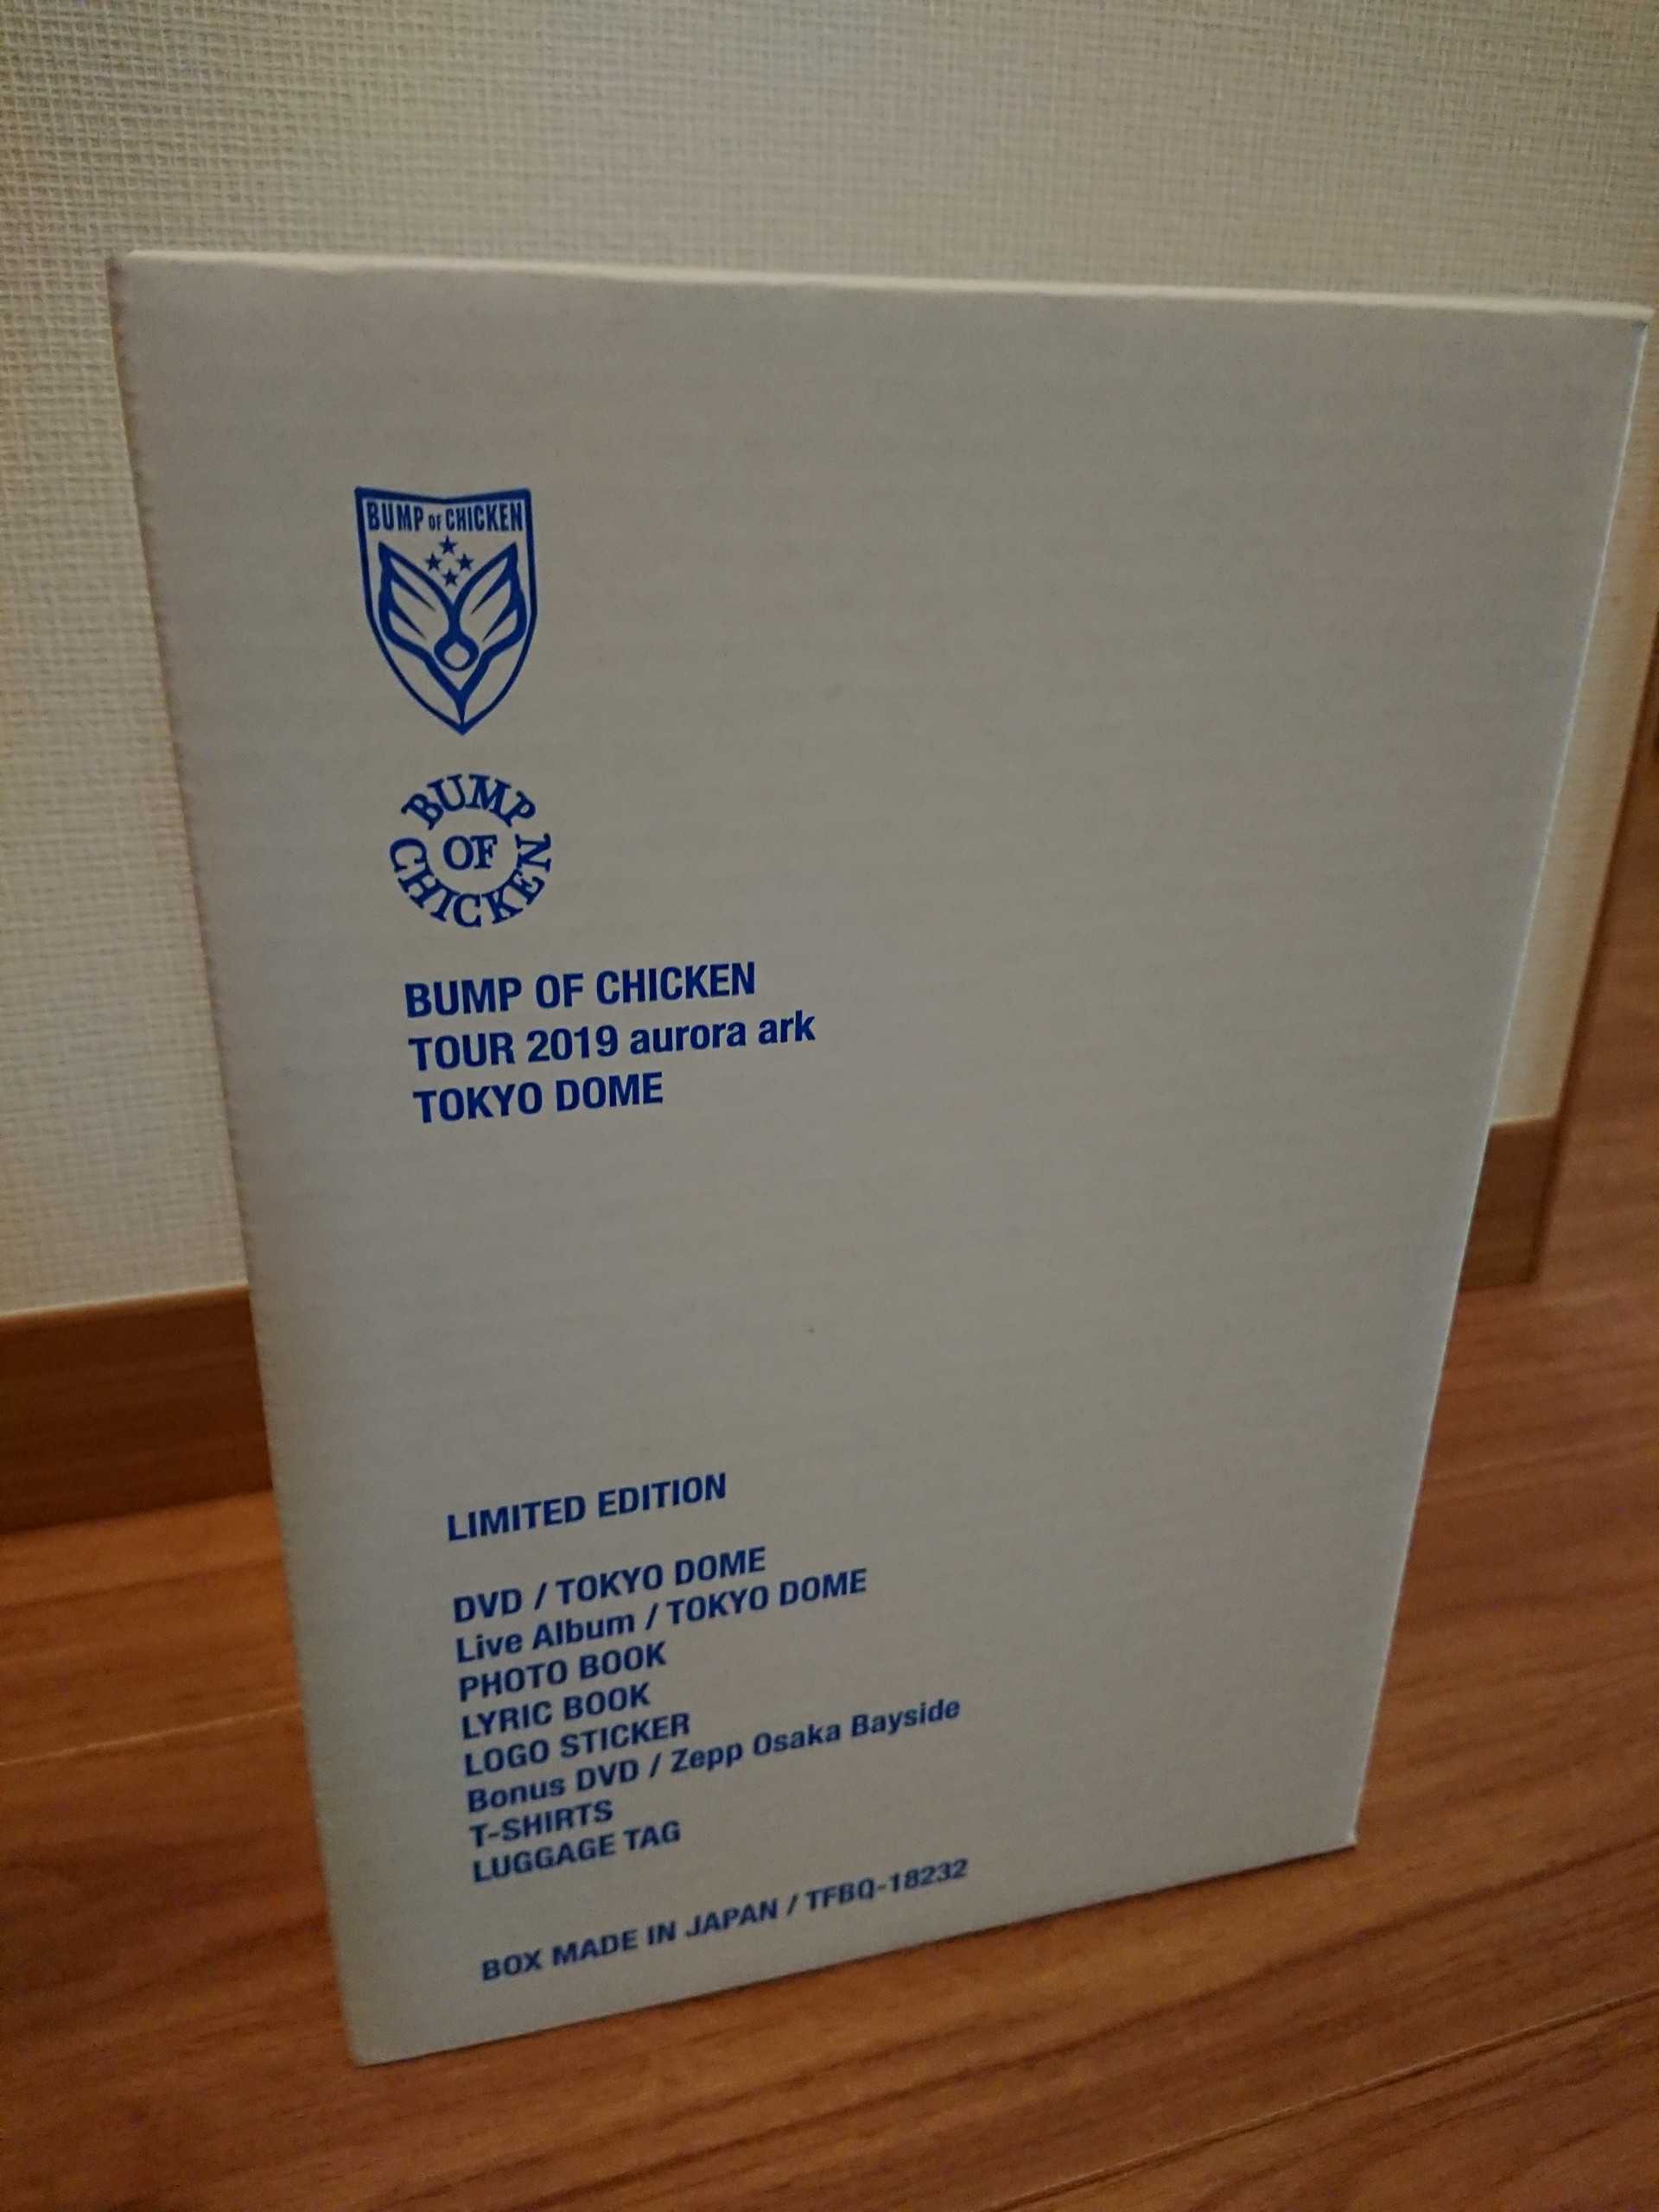 BUMP OF CHICKEN
BUMP
OF
CHICKEN
BUMP OF CHICKEN
TOUR 2019 aurora ark
TOKYO DOME
LIMITED EDITION
DVD / TOKYO DOME
Live Album / TOKYO DOME
PHOTO BOOK
LYRIC BOOK
LOGO STICKER
Bonus DVD / Zepp Osaka Bayside
T-SHIRTS
LUGGAGE TAG
BOX MADE IN JAPAN / TFBQ-18232